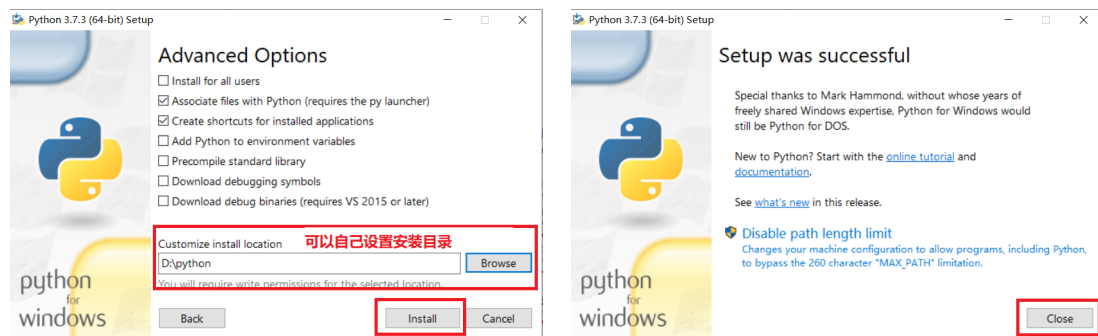 Python 3.7.3 (64-bit) Setup
Advanced Options
Install for all users
Associate files with Python (requires the py launcher)
Create shortcuts for installed applications
Add Python to environment variables
Precompile standard library
Download debugging symbols
Download debug binaries (requires VS 2015 or later)
Customize install location 可以自己设置安装目录
D:\python
Browse
You will require write permissions for the selected location.
python
for
windows
Back
Install
Cancel
Python 3.7.3 (64-bit) Setup
Setup was successful
Special thanks to Mark Hammond, without whose years of
freely shared Windows expertise, Python for Windows would
still be Python for DOS.
New to Python? Start with the online tutorial and
documentation.
See what's new in this release.
Disable path length limit
Changes your machine configuration to allow programs, including Python,
to bypass the 260 character "MAX_PATH" limitation.
python
for
windows
Close